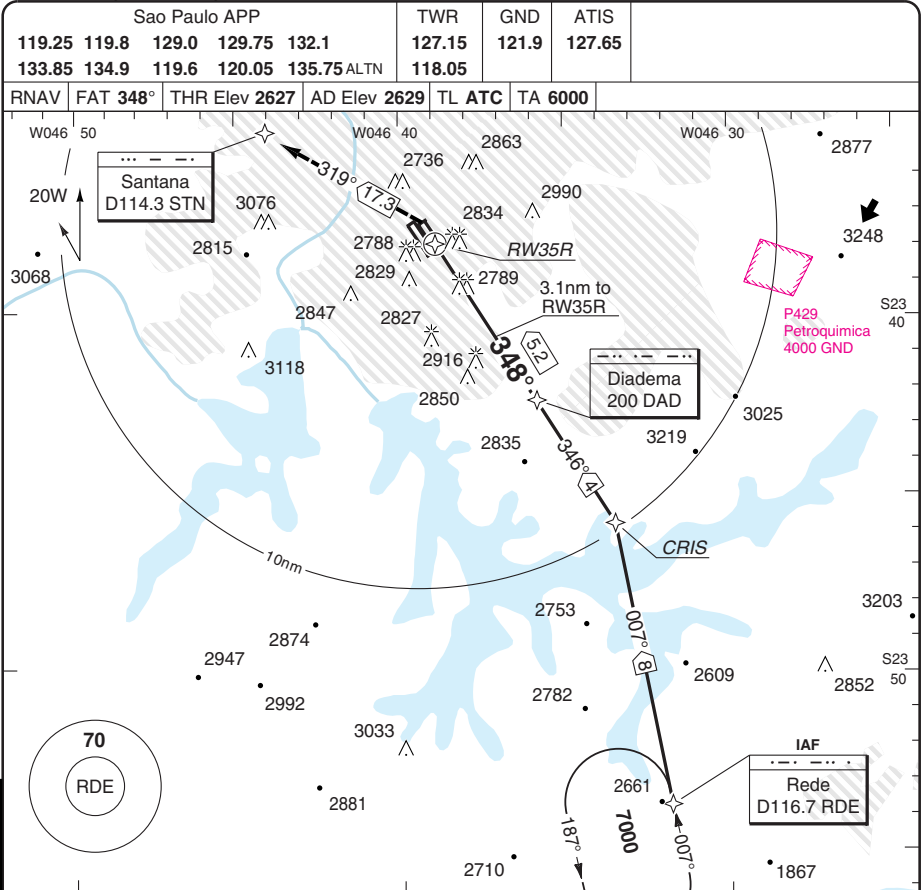 Sao Paulo APP TWR GND ATIS
119.25 119.8 129.0 129.75 132.1 127.15 121.9 127.65
133.85 134.9 119.6 120.05 135.75 ALTN 118.05
RNAV FAT 348° THR Elev 2627 AD Elev 2629 TL ATC TA 6000
W046 50 W046 40 W046 30
2863
2877
2736
319°
Santana
D114.3 STN
20W
17.3
2990
3076
2834
2815
2788
RW35R
3248
3068
2829
2789
3.1nm to
RW35R
S23
40
2847
P429
Petroquimica
4000 GND
2827
5.2
348°
2916
3118
Diadema
200 DAD
2850
3025
2835
3219
346°
4
CRIS
10nm
2753
3203
2874
007°
2947
S23
50
8
2609
2852
2992
2782
3033
70
IAF
RDE
2661
Rede
D116.7 RDE
2881
7000
187°
007°
2710
1867